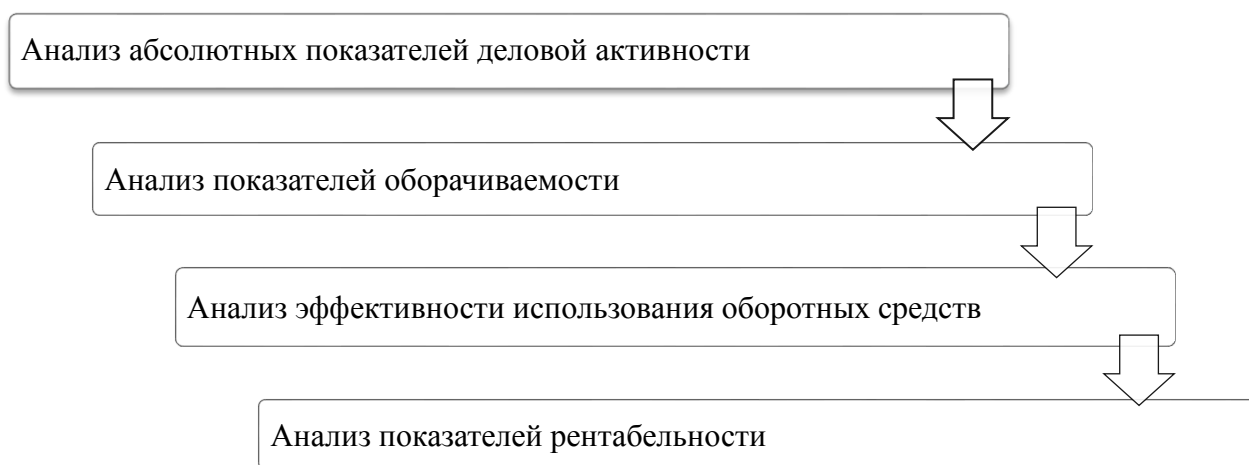 Анализ абсолютных показателей деловой активности
Анализ показателей оборачиваемости
Анализ эффективности использования оборотных средств
Анализ показателей рентабельности